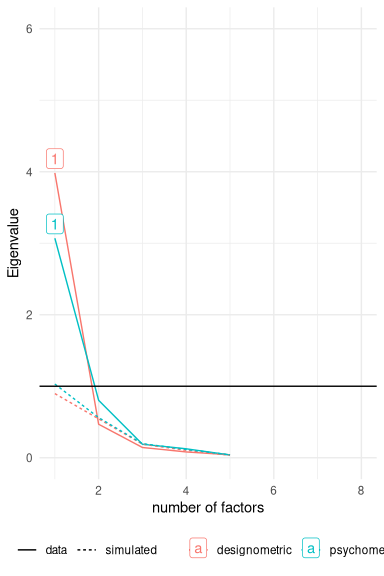 6
4
2
0
Eigenvalue
1
1
2
4
6
8
number of factors
data
simulated
a designometric
a psychome